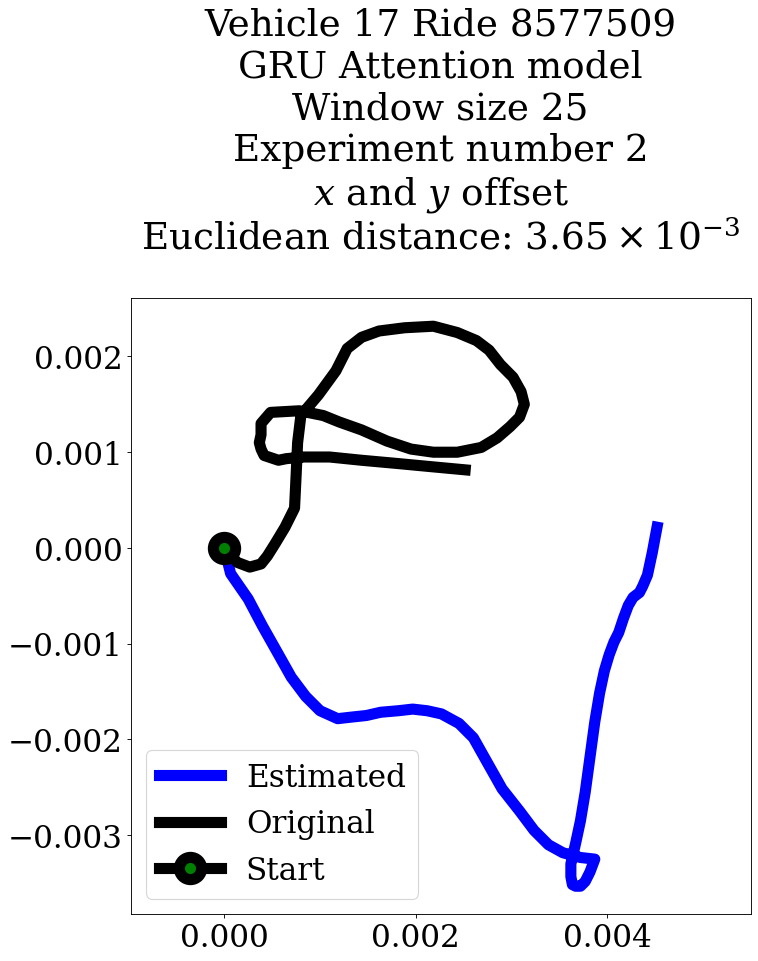 Vehicle 17 Ride 8577509
GRU Attention model
Window size 25
Experiment number 2
x and y offset
Euclidean distance: 3.65 × 10⁻³
0.002
0.001
0.000
−0.001
−0.002
−0.003
Estimated
Original
Start
0.000 0.002 0.004